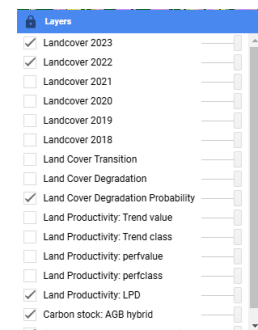 Layers
Landcover 2023
Landcover 2022
Landcover 2021
Landcover 2020
Landcover 2019
Landcover 2018
Land Cover Transition
Land Cover Degradation
Land Cover Degradation Probability
Land Productivity: Trend value
Land Productivity: Trend class
Land Productivity: perfvalue
Land Productivity: perfclass
Land Productivity: LPD
Carbon stock: AGB hybrid